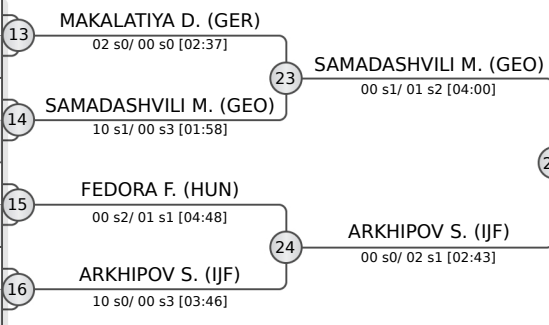 MAKALATIYA D. (GER)
13
02 s0/ 00 s0 [02:37]
SAMADASHVILI M. (GEO)
23
00 s1/ 01 s2 [04:00]
SAMADASHVILI M. (GEO)
14
10 s1/ 00 s3 [01:58]
FEDORA F. (HUN)
15
00 s2/ 01 s1 [04:48]
ARKHIPOV S. (IJF)
24
00 s0/ 02 s1 [02:43]
ARKHIPOV S. (IJF)
16
10 s0/ 00 s3 [03:46]